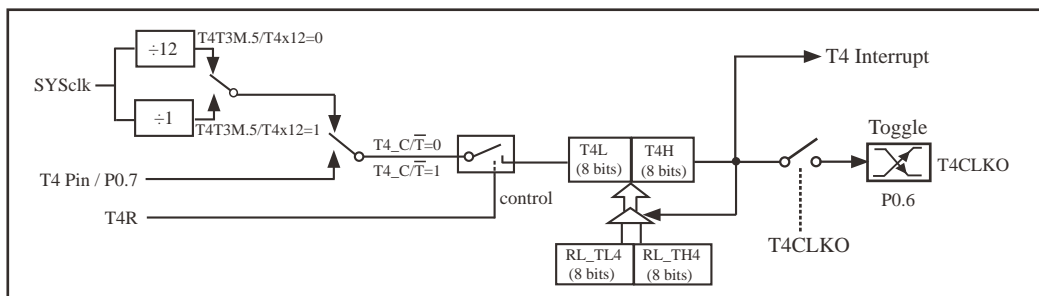 T4T3M.5/T4x12=0
÷12
SYSclk
÷1
T4T3M.5/T4x12=1
T4 Interrupt
Toggle
T4_C/T̅=0
T4_C/T̅=1
T4L
(8 bits)
T4H
(8 bits)
T4CLKO
P0.6
T4 Pin / P0.7
control
T4R
T4CLKO
RL_TL4
(8 bits)
RL_TH4
(8 bits)